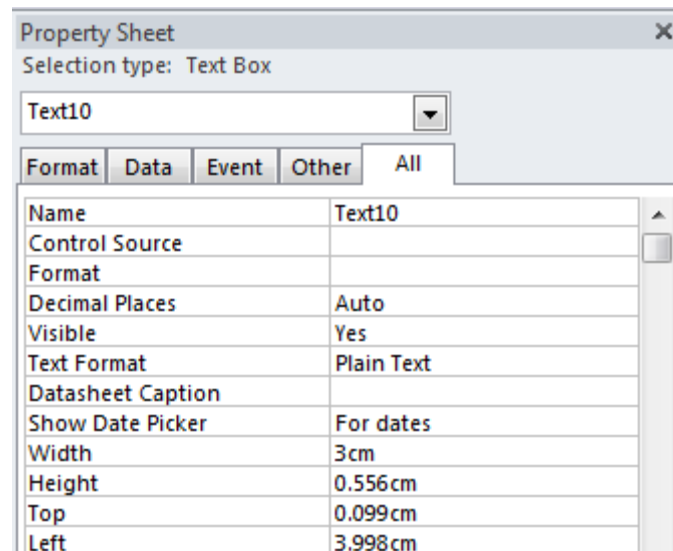 Property Sheet
Selection type: Text Box
Text10
Format Data Event Other All
Name Text10
Control Source
Format
Decimal Places Auto
Visible Yes
Text Format Plain Text
Datasheet Caption
Show Date Picker For dates
Width 3cm
Height 0.556cm
Top 0.099cm
Left 3.998cm